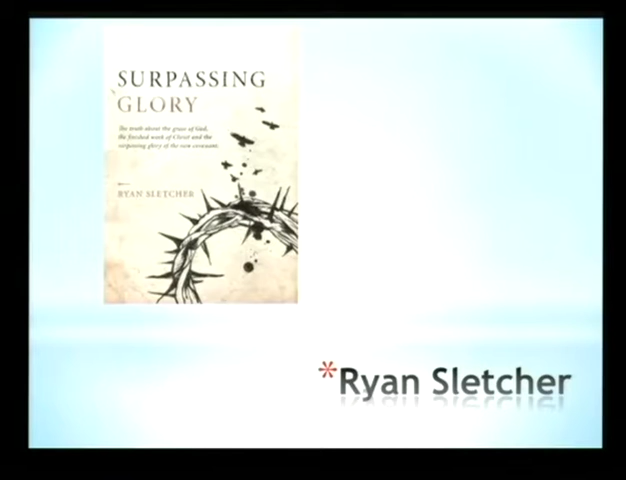 SURPASSING
GLORY
The truth about the grace of God,
the finished work of Christ and the
surpassing glory of the new covenant.
RYAN SLETCHER
*Ryan Sletcher